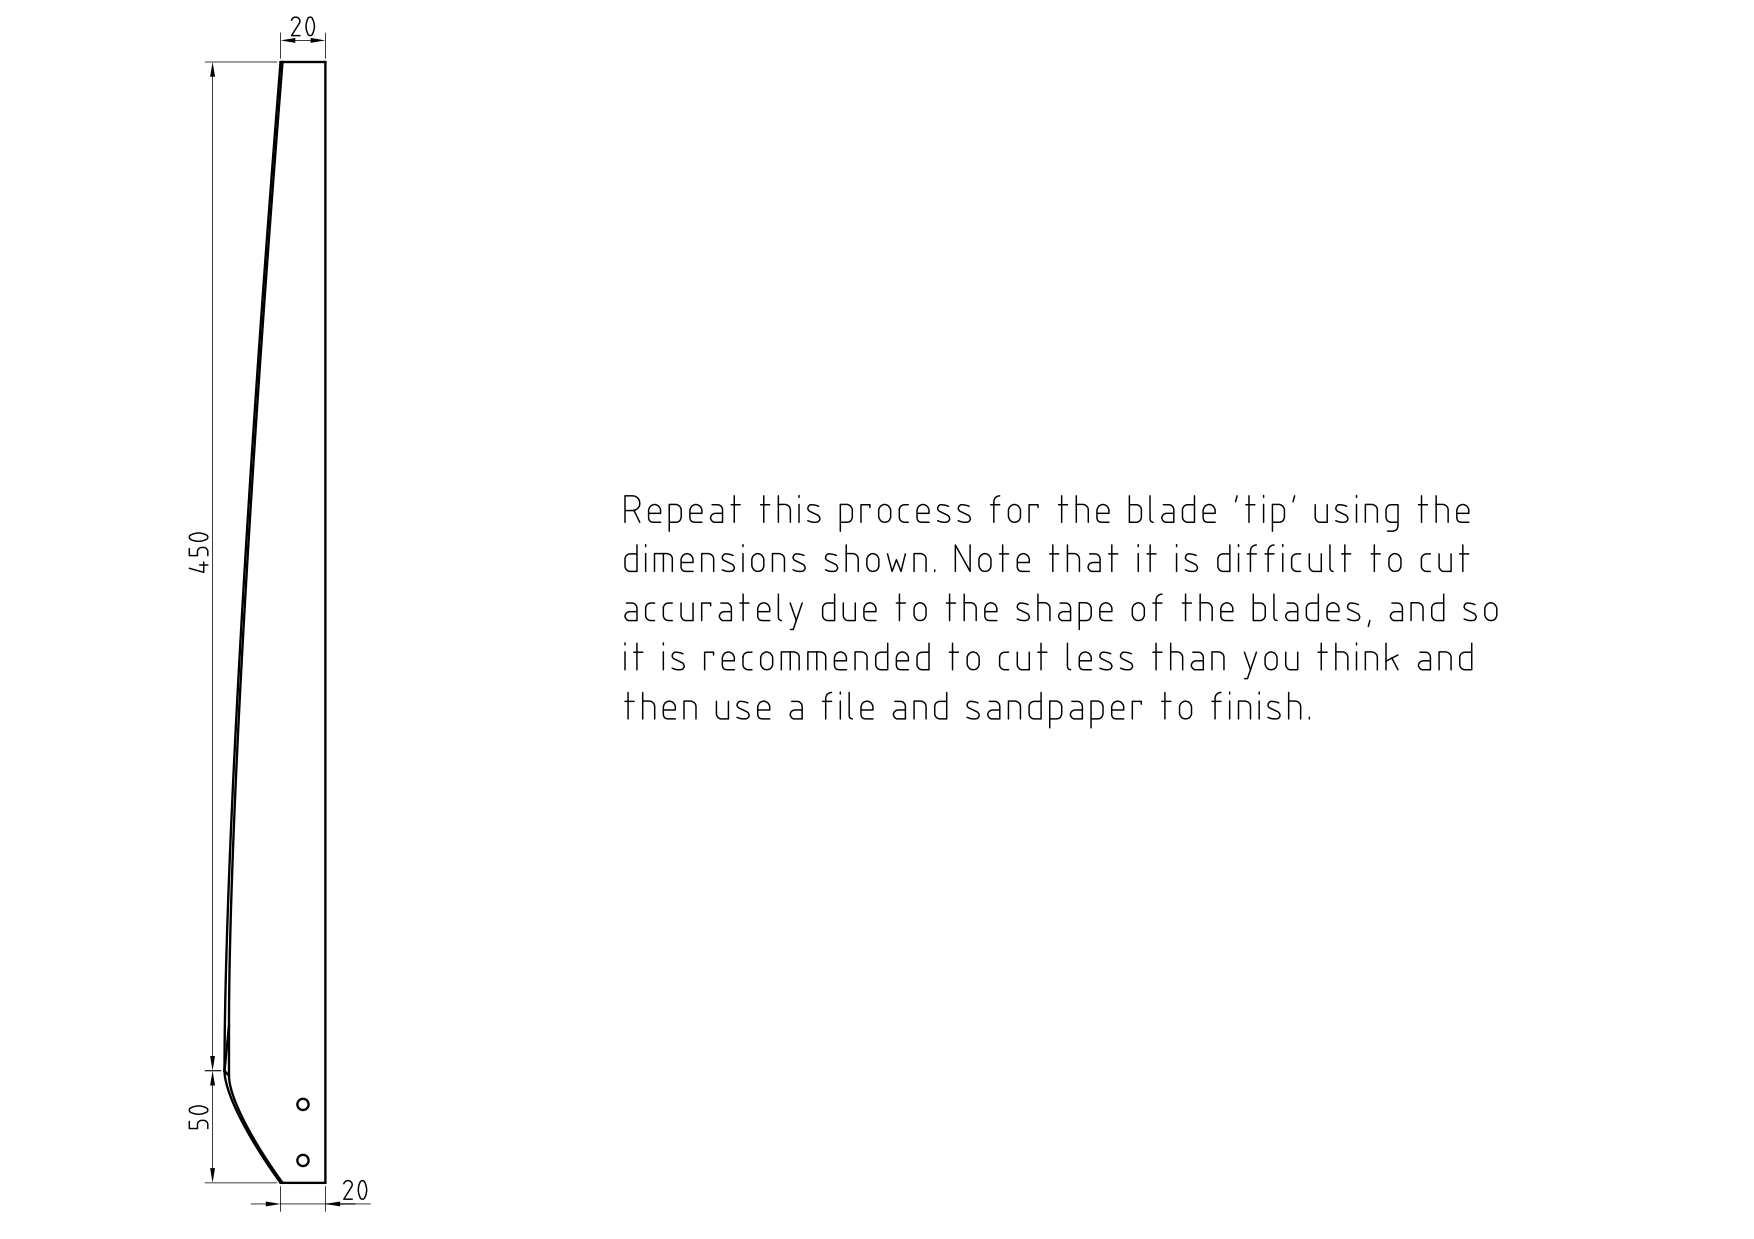 20
450
Repeat this process for the blade 'tip' using the
dimensions shown. Note that it is difficult to cut
accurately due to the shape of the blades, and so
it is recommended to cut less than you think and
then use a file and sandpaper to finish.
50
20